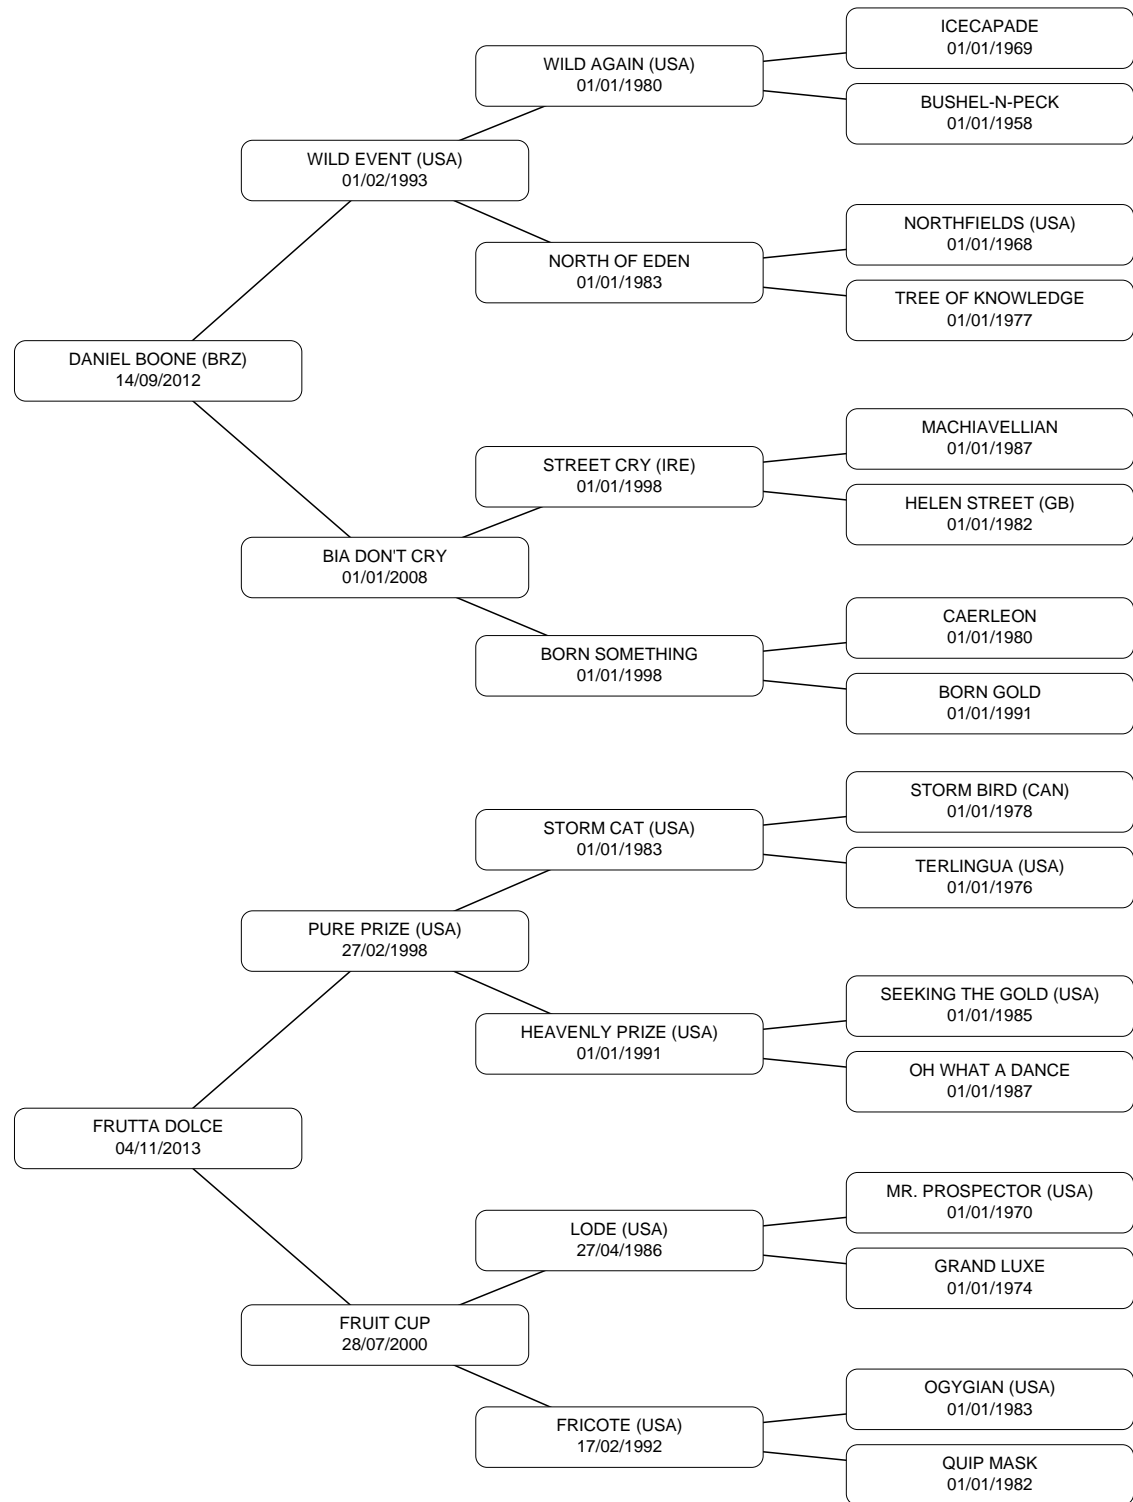 ICECAPADE
01/01/1969
WILD AGAIN (USA)
01/01/1980
BUSHEL-N-PECK
01/01/1958
WILD EVENT (USA)
01/02/1993
NORTHFIELDS (USA)
01/01/1968
NORTH OF EDEN
01/01/1983
TREE OF KNOWLEDGE
01/01/1977
DANIEL BOONE (BRZ)
14/09/2012
MACHIAVELLIAN
01/01/1987
STREET CRY (IRE)
01/01/1998
HELEN STREET (GB)
01/01/1982
BIA DON'T CRY
01/01/2008
CAERLEON
01/01/1980
BORN SOMETHING
01/01/1998
BORN GOLD
01/01/1991
STORM BIRD (CAN)
01/01/1978
STORM CAT (USA)
01/01/1983
TERLINGUA (USA)
01/01/1976
PURE PRIZE (USA)
27/02/1998
SEEKING THE GOLD (USA)
01/01/1985
HEAVENLY PRIZE (USA)
01/01/1991
OH WHAT A DANCE
01/01/1987
FRUTTA DOLCE
04/11/2013
MR. PROSPECTOR (USA)
01/01/1970
LODE (USA)
27/04/1986
GRAND LUXE
01/01/1974
FRUIT CUP
28/07/2000
OGYGIAN (USA)
01/01/1983
FRICOTE (USA)
17/02/1992
QUIP MASK
01/01/1982